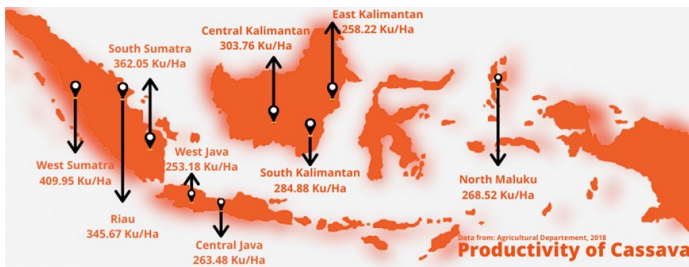 East Kalimantan
258.22 Ku/Ha
Central Kalimantan
303.76 Ku/Ha
South Sumatra
362.05 Ku/Ha
West Java
253.18 Ku/Ha
West Sumatra
409.95 Ku/Ha
South Kalimantan
284.88 Ku/Ha
North Maluku
268.52 Ku/Ha
Riau
345.67 Ku/Ha
Central Java
263.48 Ku/Ha
Data from: Agricultural Departement, 2018
Productivity of Cassava